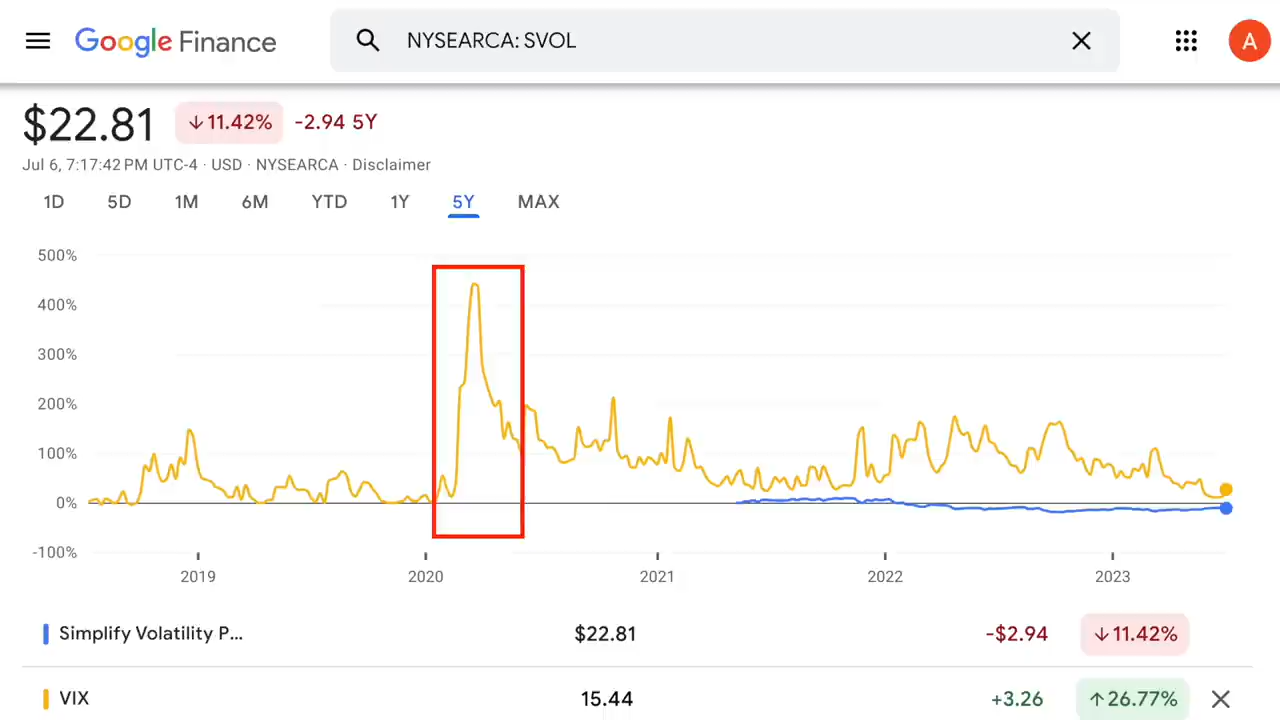 Google Finance
NYSEARCA: SVOL
A
$22.81 ↓11.42% -2.94 5Y
Jul 6, 7:17:42 PM UTC-4 · USD · NYSEARCA · Disclaimer
1D 5D 1M 6M YTD 1Y 5Y MAX
500%
400%
300%
200%
100%
0%
-100%
2019 2020 2021 2022 2023
Simplify Volatility P... $22.81 -$2.94 ↓11.42%
VIX 15.44 +3.26 ↑26.77%